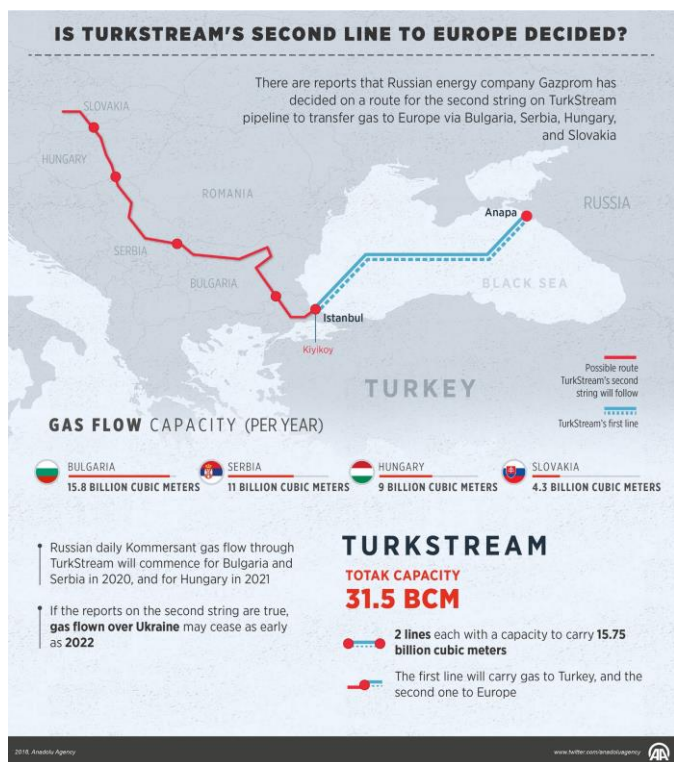 IS TURKSTREAM'S SECOND LINE TO EUROPE DECIDED?
There are reports that Russian energy company Gazprom has
decided on a route for the second string on TurkStream
pipeline to transfer gas to Europe via Bulgaria, Serbia, Hungary,
and Slovakia
SLOVAKIA
HUNGARY
ROMANIA
SERBIA
BULGARIA
Anapa
RUSSIA
BLACK SEA
Istanbul
Kiyikoy
TURKEY
Possible route
TurkStream's second
string will follow
TurkStream's first line
GAS FLOW CAPACITY (PER YEAR)
BULGARIA
15.8 BILLION CUBIC METERS
SERBIA
11 BILLION CUBIC METERS
HUNGARY
9 BILLION CUBIC METERS
SLOVAKIA
4.3 BILLION CUBIC METERS
Russian daily Kommersant gas flow through
TurkStream will commence for Bulgaria and
Serbia in 2020, and for Hungary in 2021
If the reports on the second string are true,
gas flown over Ukraine may cease as early
as 2022
TURKSTREAM
TOTAK CAPACITY
31.5 BCM
2 lines each with a capacity to carry 15.75
billion cubic meters
The first line will carry gas to Turkey, and the
second one to Europe
2018, Anadolu Agency
www.twitter.com/anadoluagency
AA